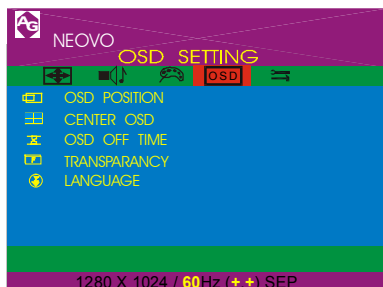 AG
NEOVO
OSD SETTING
OSD
OSD POSITION
CENTER OSD
OSD OFF TIME
TRANSPARANCY
LANGUAGE
1280 X 1024 / 60Hz (+ +) SEP